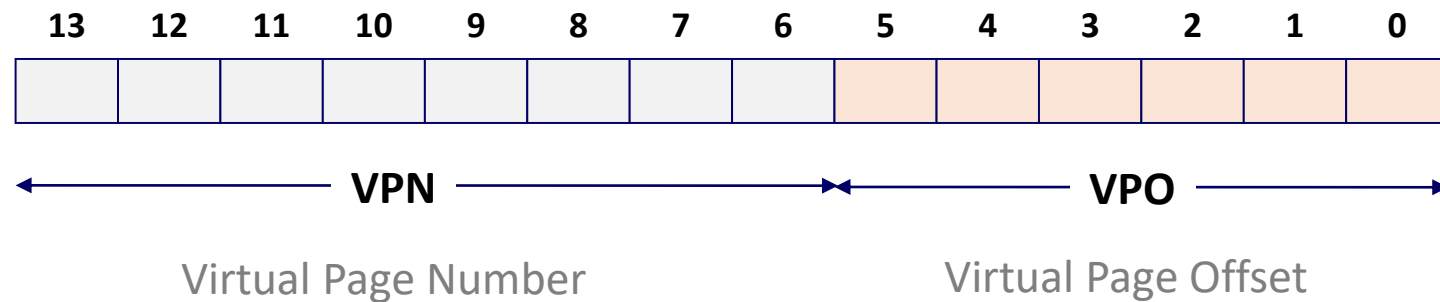 13 12 11 10 9 8 7 6 5 4 3 2 1 0
VPN VPO
Virtual Page Number Virtual Page Offset